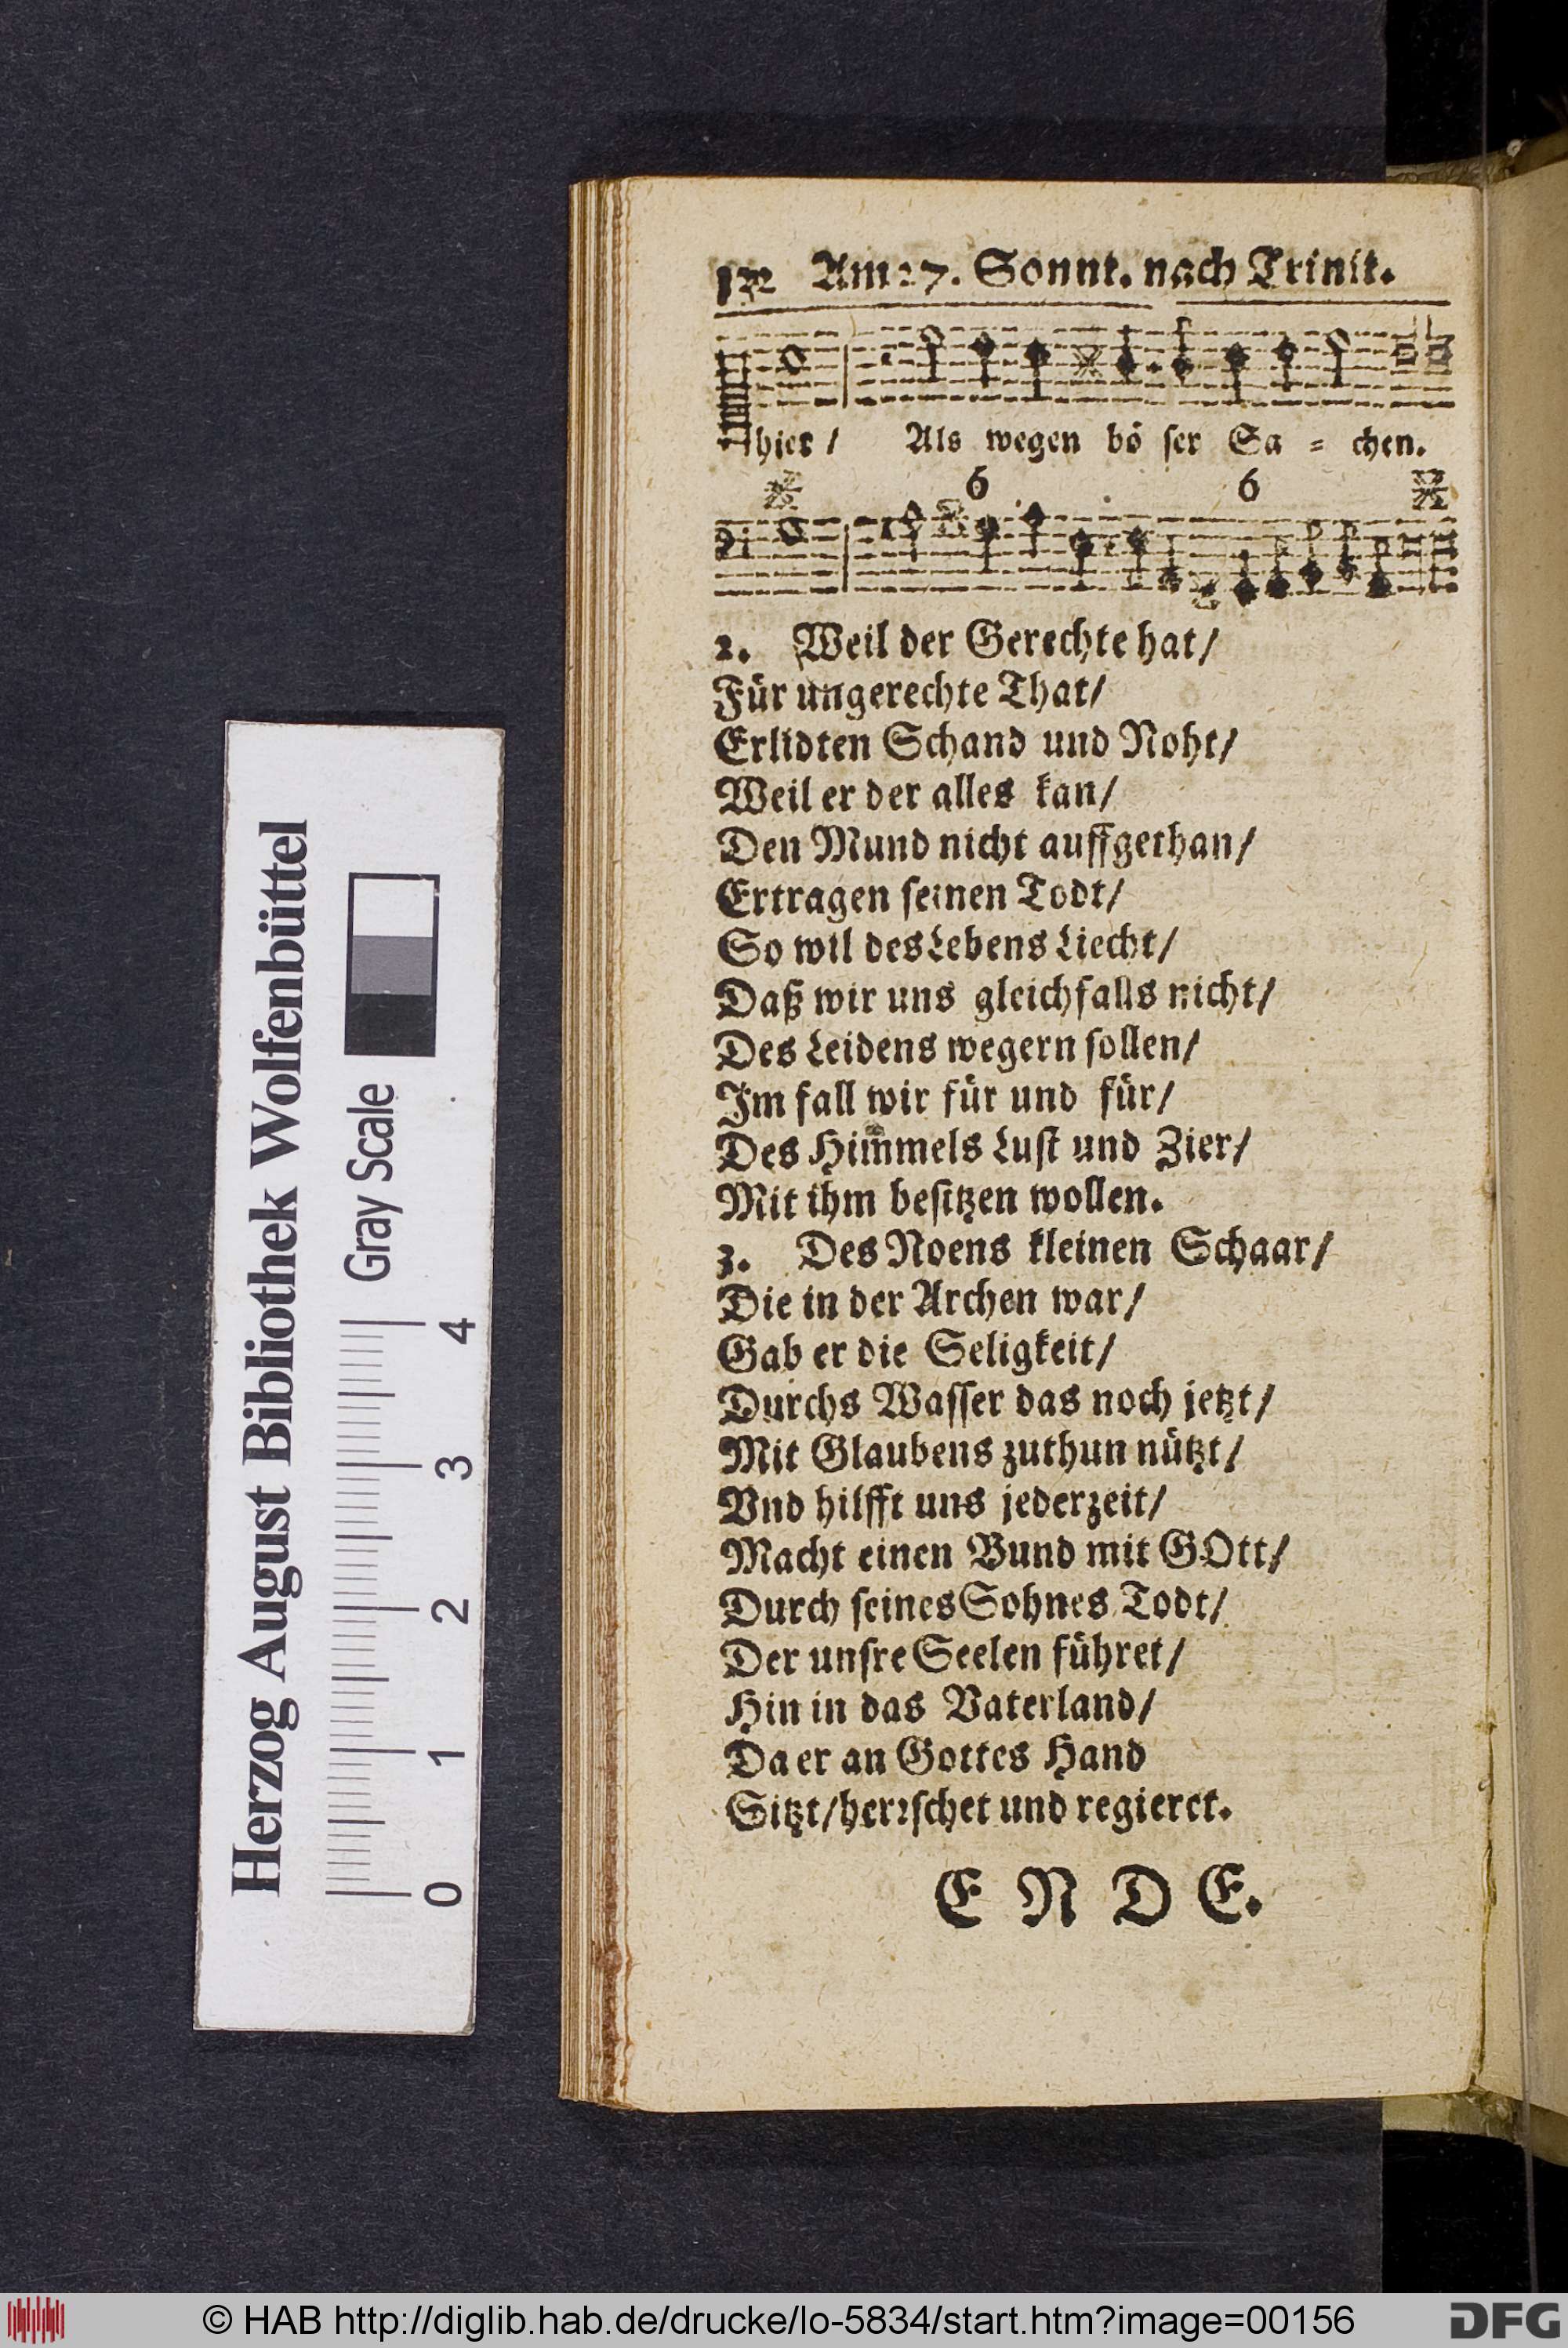 Am 27. Sonnt. nach Trinit.
hier / Als wegen bö ser Sa = chen.
6 6
2. Weil der Gerechte hat/
Für ungerechte That/
Erlidten Schand und Noht/
Weil er der alles kan/
Den Mund nicht auffgethan/
Ertragen seinen Todt/
So wil des Lebens Liecht/
Daß wir uns gleichfalls nicht/
Des Leidens wegern sollen/
Im fall wir für und für/
Des Himmels Lust und Zier/
Mit ihm besitzen wollen.
3. Des Noens kleinen Schaar/
Die in der Archen war/
Gab er die Seligkeit/
Durchs Wasser das noch jetzt/
Mit Glaubens zuthun nützt/
Vnd hilfft uns jederzeit/
Macht einen Bund mit GOtt/
Durch seines Sohnes Todt/
Der unsre Seelen führet/
Hin in das Vaterland/
Da er an Gottes Hand
Sitzt/herrschet und regieret.
E N D E.
Herzog August Bibliothek Wolfenbüttel
Gray Scale
0 1 2 3 4
© HAB http://diglib.hab.de/drucke/lo-5834/start.htm?image=00156
DFG